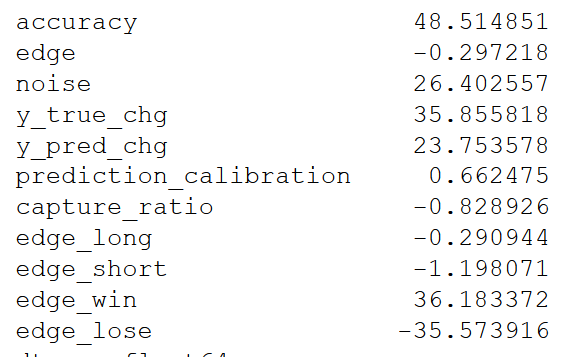 accuracy 48.514851
edge -0.297218
noise 26.402557
y_true_chg 35.855818
y_pred_chg 23.753578
prediction_calibration 0.662475
capture_ratio -0.828926
edge_long -0.290944
edge_short -1.198071
edge_win 36.183372
edge_lose -35.573916